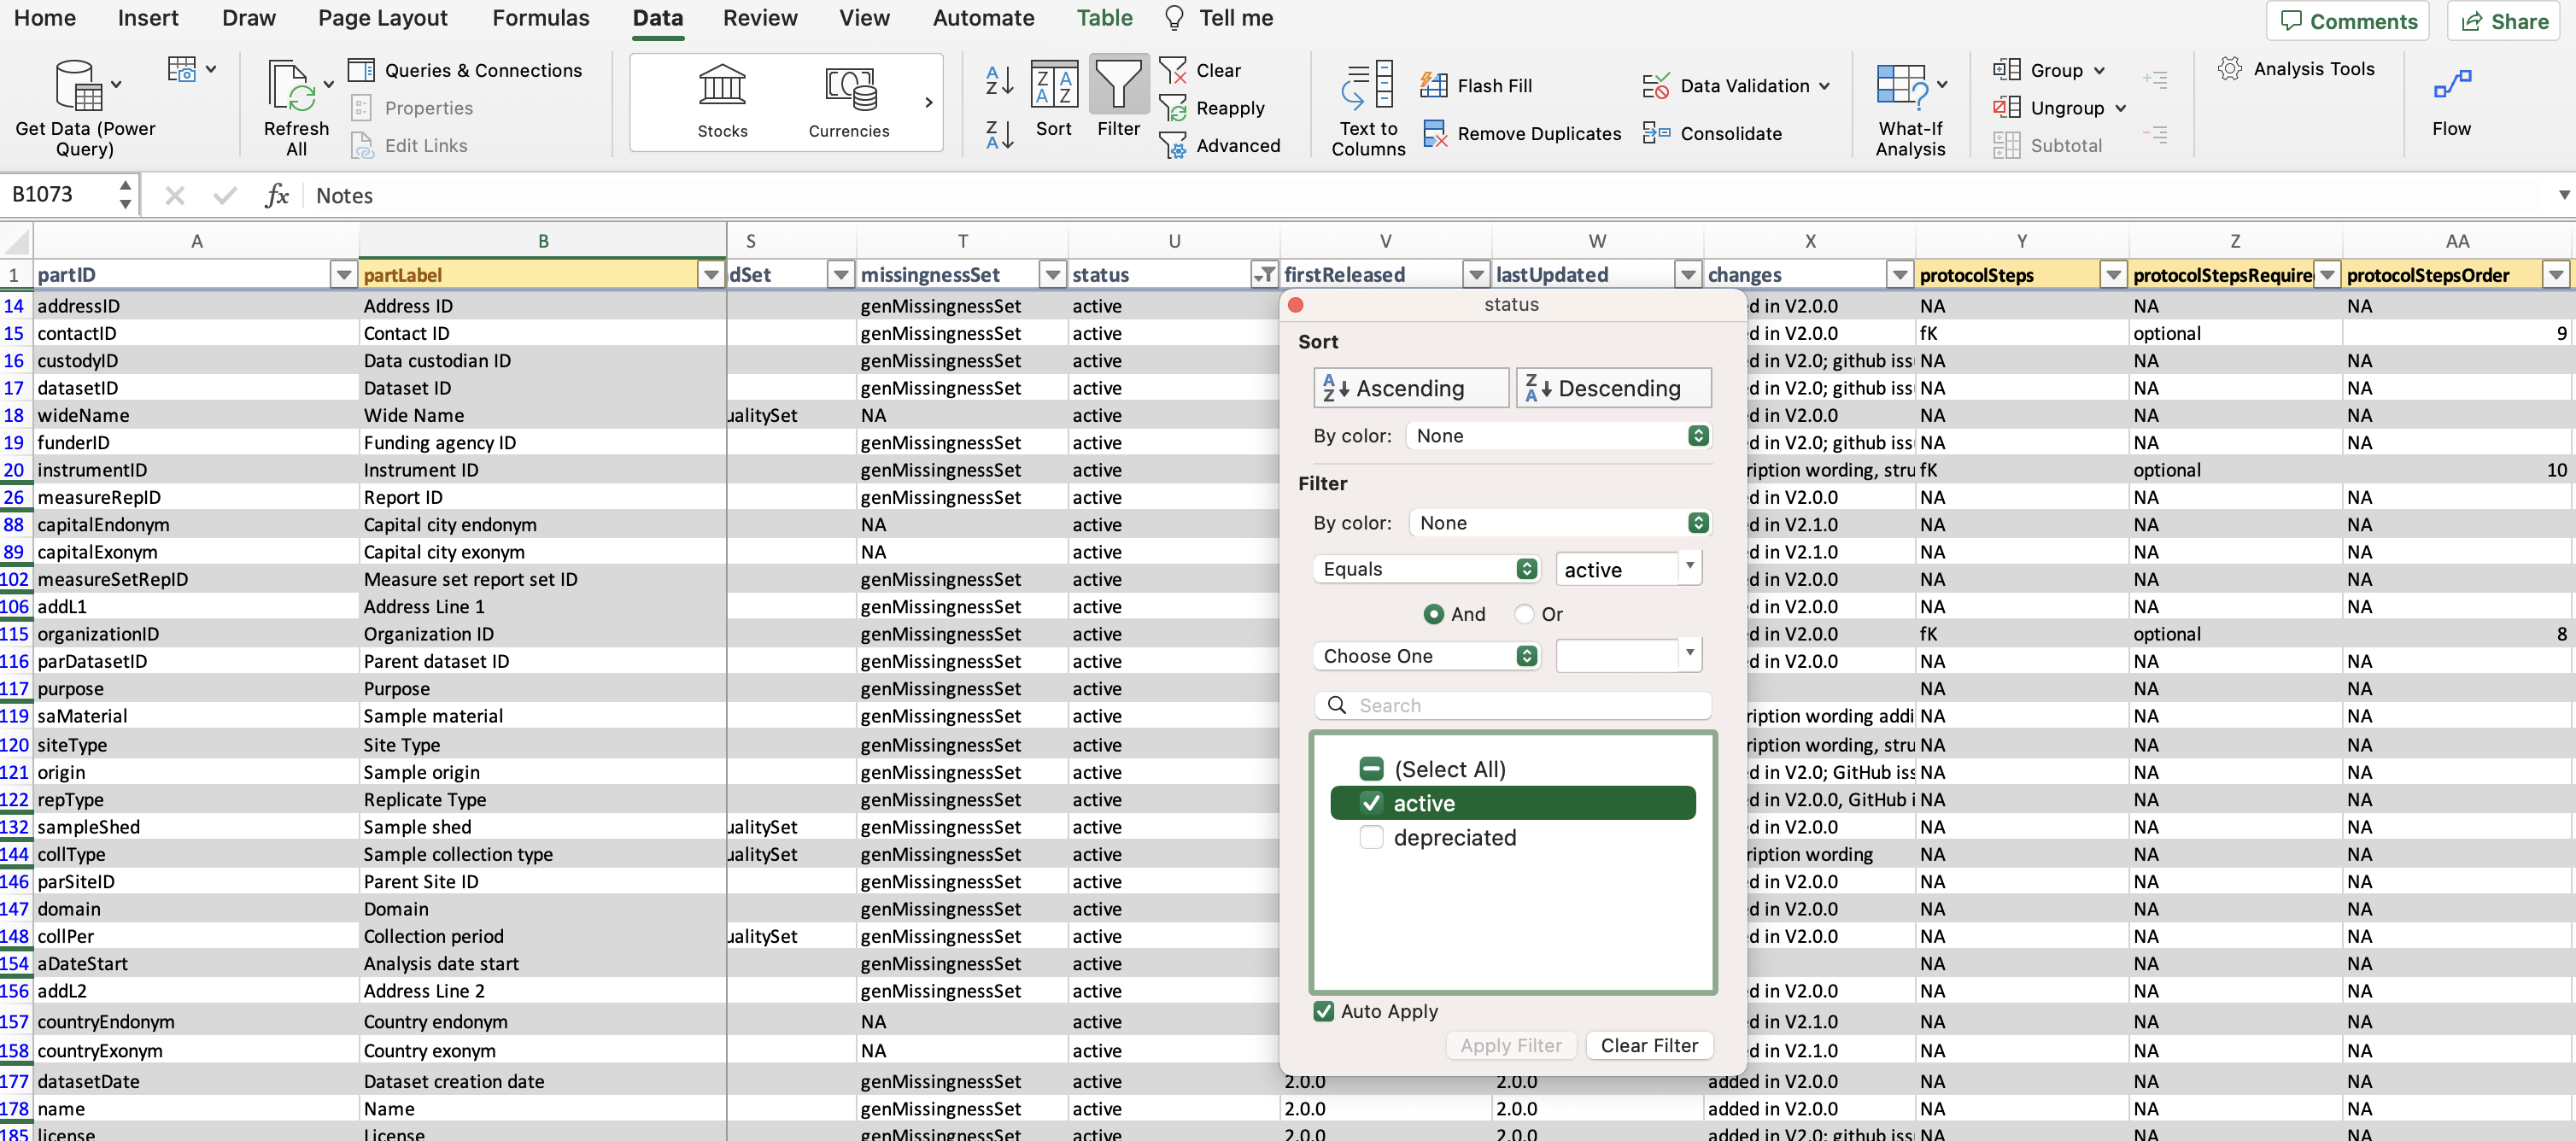 Home Insert Draw Page Layout Formulas Data Review View Automate Table Tell me Comments Share
Get Data (Power Query)
Refresh All
Queries & Connections
Properties
Edit Links
Stocks
Currencies
Sort
Filter
Clear
Reapply
Advanced
Text to Columns
Flash Fill
Remove Duplicates
Data Validation
Consolidate
What-If Analysis
Group
Ungroup
Subtotal
Analysis Tools
Flow
B1073 fx Notes
A B S T U V W X Y Z AA
1 partID partLabel dSet missingnessSet status firstReleased lastUpdated changes protocolSteps protocolStepsRequire protocolStepsOrder
14 addressID Address ID genMissingnessSet active ed in V2.0.0 NA NA NA
15 contactID Contact ID genMissingnessSet active ed in V2.0.0 fK optional 9
16 custodyID Data custodian ID genMissingnessSet active ed in V2.0; github iss NA NA NA
17 datasetID Dataset ID genMissingnessSet active ed in V2.0; github iss NA NA NA
18 wideName Wide Name ualitySet NA active ed in V2.0.0 NA NA NA
19 funderID Funding agency ID genMissingnessSet active ed in V2.0; github iss NA NA NA
20 instrumentID Instrument ID genMissingnessSet active ription wording, stru fK optional 10
26 measureRepID Report ID genMissingnessSet active ed in V2.0.0 NA NA NA
88 capitalEndonym Capital city endonym NA active ed in V2.1.0 NA NA NA
89 capitalExonym Capital city exonym NA active ed in V2.1.0 NA NA NA
102 measureSetRepID Measure set report set ID genMissingnessSet active ed in V2.0.0 NA NA NA
106 addL1 Address Line 1 genMissingnessSet active ed in V2.0.0 NA NA NA
115 organizationID Organization ID genMissingnessSet active ed in V2.0.0 fK optional 8
116 parDatasetID Parent dataset ID genMissingnessSet active ed in V2.0.0 NA NA NA
117 purpose Purpose genMissingnessSet active NA NA NA
119 saMaterial Sample material genMissingnessSet active ription wording addi NA NA NA
120 siteType Site Type genMissingnessSet active ription wording, stru NA NA NA
121 origin Sample origin genMissingnessSet active ed in V2.0; GitHub iss NA NA NA
122 repType Replicate Type genMissingnessSet active ed in V2.0.0, GitHub i NA NA NA
132 sampleShed Sample shed ualitySet genMissingnessSet active ed in V2.0.0 NA NA NA
144 collType Sample collection type ualitySet genMissingnessSet active ription wording NA NA NA
146 parSiteID Parent Site ID genMissingnessSet active ed in V2.0.0 NA NA NA
147 domain Domain genMissingnessSet active ed in V2.0.0 NA NA NA
148 collPer Collection period ualitySet genMissingnessSet active ed in V2.0.0 NA NA NA
154 aDateStart Analysis date start genMissingnessSet active NA NA NA
156 addL2 Address Line 2 genMissingnessSet active ed in V2.0.0 NA NA NA
157 countryEndonym Country endonym NA active ed in V2.1.0 NA NA NA
158 countryExonym Country exonym NA active ed in V2.1.0 NA NA NA
177 datasetDate Dataset creation date genMissingnessSet active 2.0.0 2.0.0 added in V2.0.0 NA NA NA
178 name Name genMissingnessSet active 2.0.0 2.0.0 added in V2.0.0 NA NA NA
185 license License genMissingnessSet active 2.0.0 2.0.0 added in V2.0; github iss NA NA NA
status
Sort
Ascending Descending
By color: None
Filter
By color: None
Equals active
And Or
Choose One
Search
(Select All)
active
depreciated
Auto Apply
Apply Filter Clear Filter